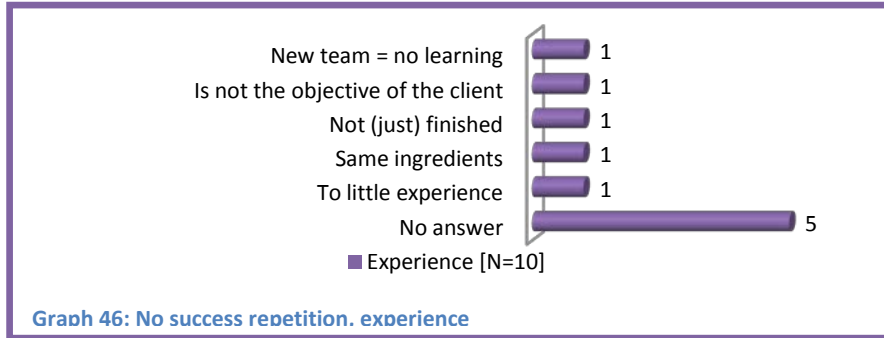 New team = no learning 1
Is not the objective of the client 1
Not (just) finished 1
Same ingredients 1
To little experience 1
No answer 5
Experience [N=10]
Graph 46: No success repetition, experience